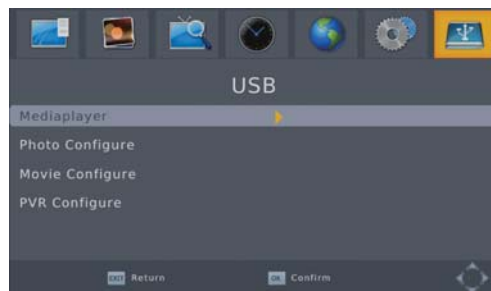 USB
Mediaplayer
Photo Configure
Movie Configure
PVR Configure
EXIT Return OK Confirm